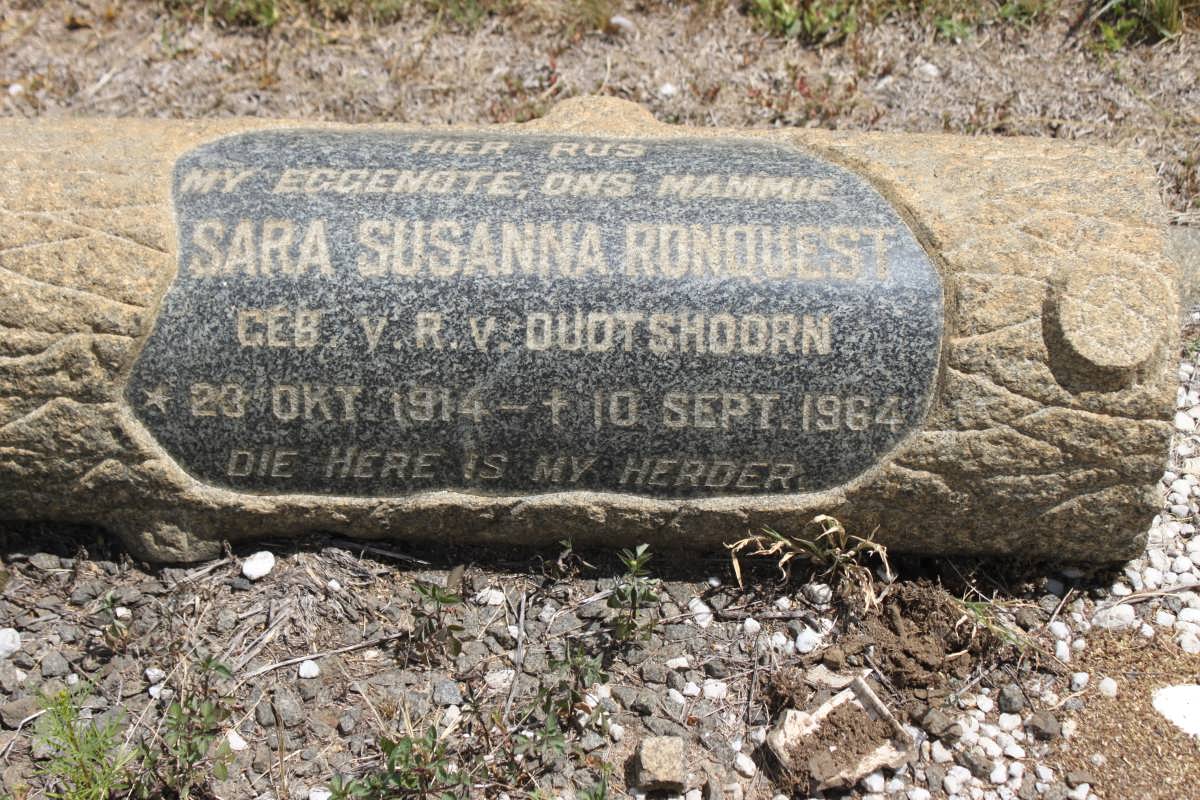 HIER RUS
MY EGGENOTE, ONS MAMMIE
SARA SUSANNA RONQUEST
GEB. v. R. v. OUDTSHOORN
★ 23 OKT. 1914 – † 10 SEPT. 1964
DIE HERE IS MY HERDER.